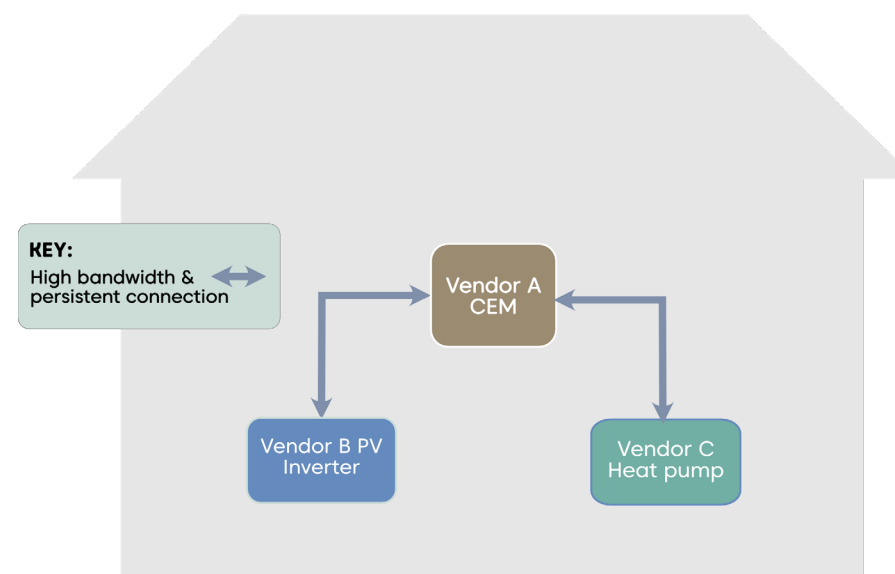 KEY:
High bandwidth &
persistent connection
Vendor A
CEM
Vendor B PV
Inverter
Vendor C
Heat pump